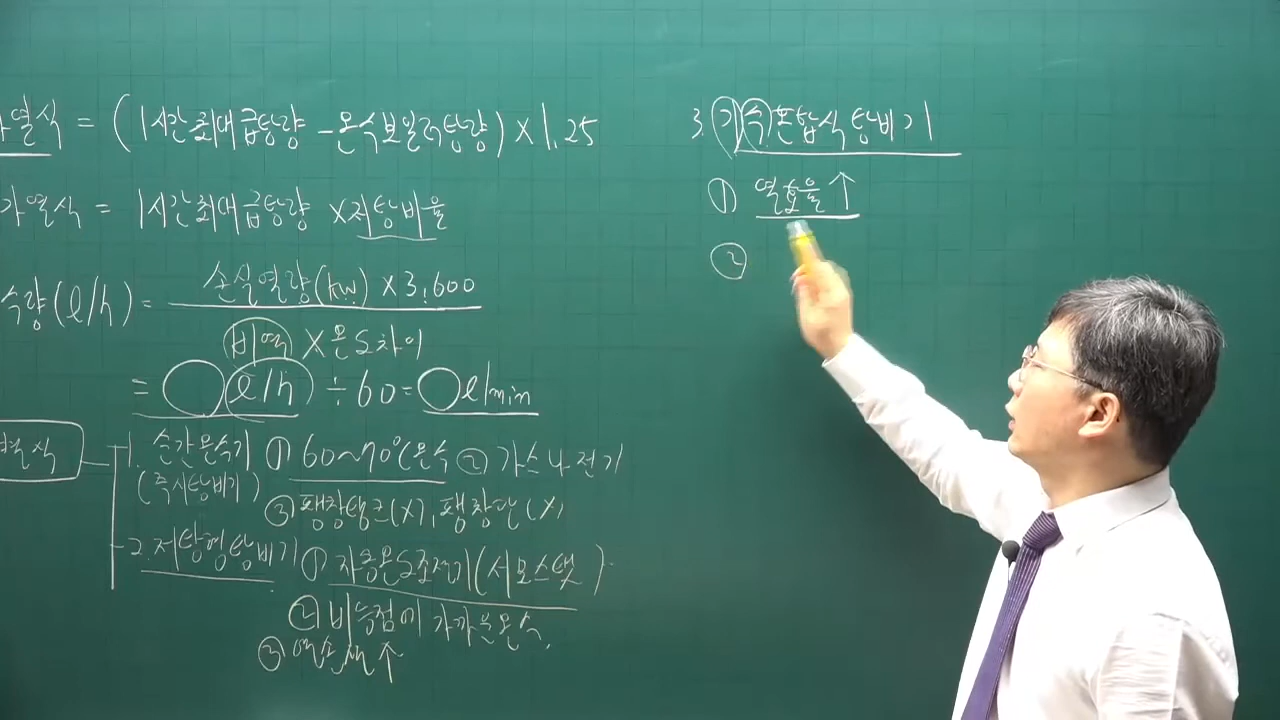 가열식 = (1시간최대급탕량 - 온수보일러탕량) × 1.25
가열식 = 1시간최대급탕량 × 저탕비율
수량(ℓ/h) = 손실열량(kw) × 3,600
비열 × 온도차이
= ○ ℓ/h ÷ 60 = ○ ℓ/min
별식
1. 순간온수기 ① 60~70℃온수 ② 가스나 전기
(즉시탕비기)
③ 팽창탱크(X), 팽창관(X)
2. 저탕형탕비기 ① 자동온도조절기(서모스탯)
② 비등점에 가까운온수
③ 열손실↑
3. 기수혼합식탕비기
① 열효율↑
②